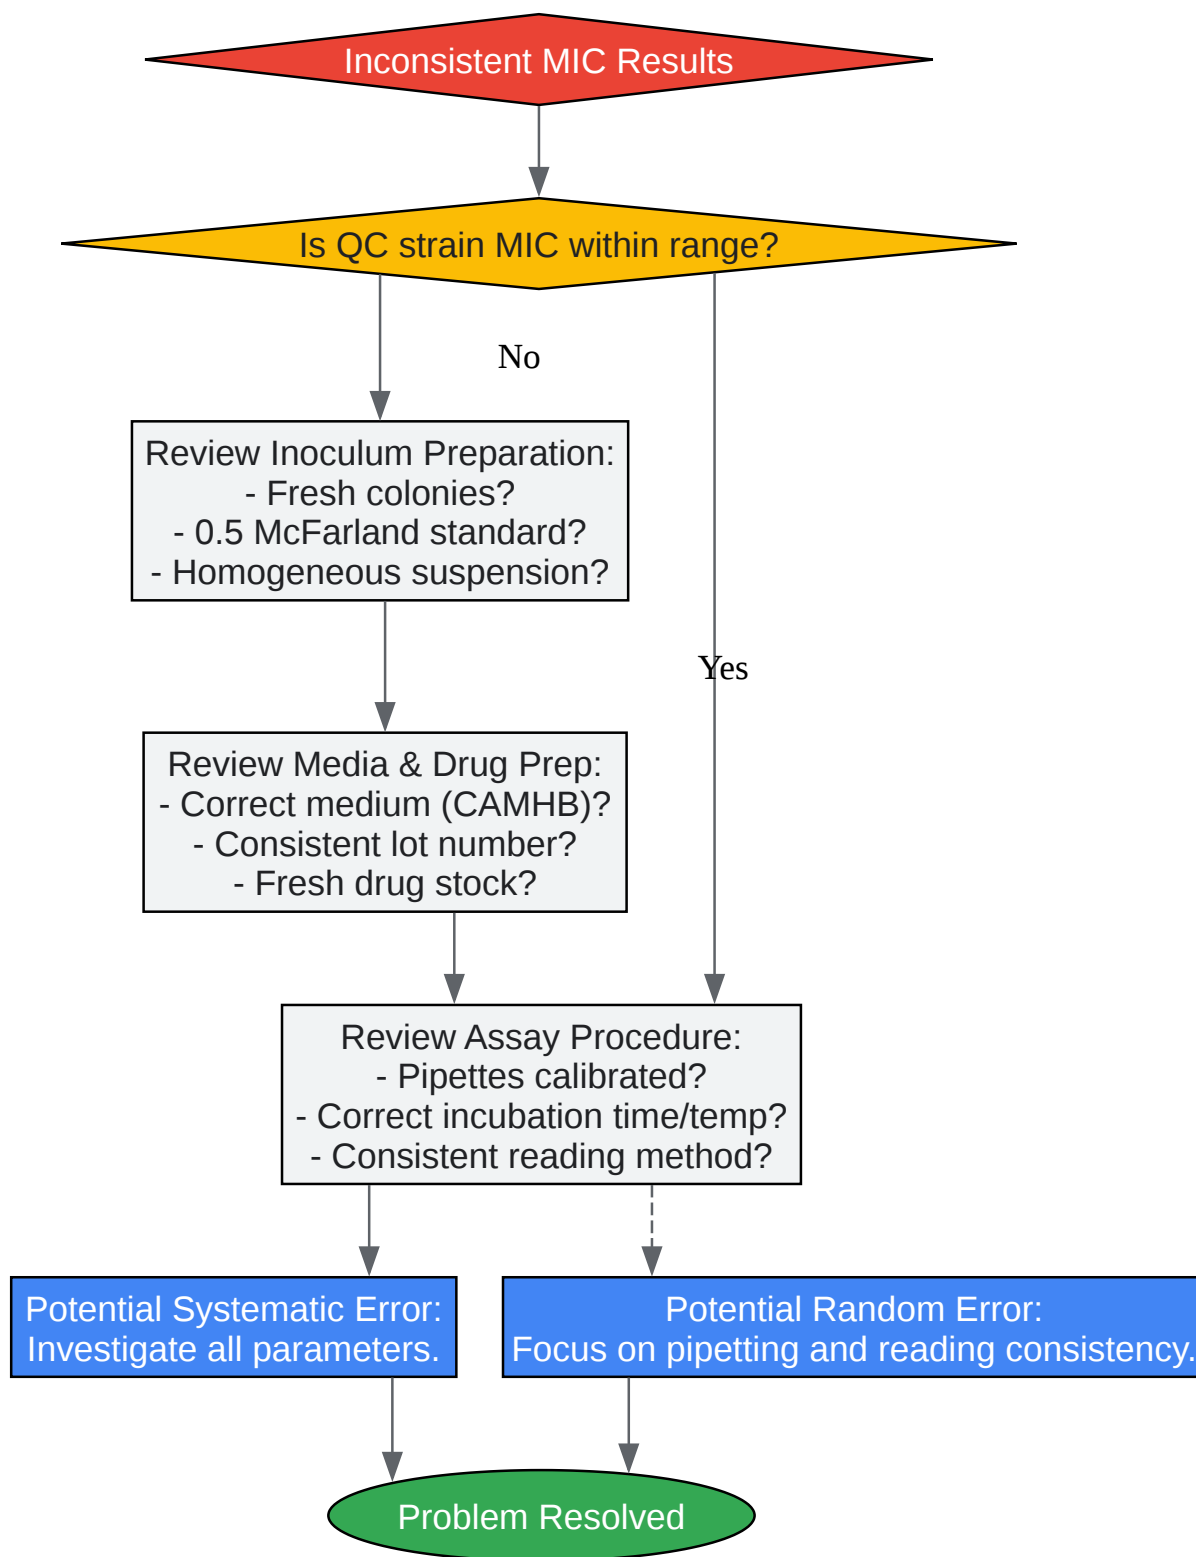 Inconsistent MIC Results
Is QC strain MIC within range?
No
Review Inoculum Preparation:
- Fresh colonies?
- 0.5 McFarland standard?
- Homogeneous suspension?
Yes
Review Media & Drug Prep:
- Correct medium (CAMHB)?
- Consistent lot number?
- Fresh drug stock?
Review Assay Procedure:
- Pipettes calibrated?
- Correct incubation time/temp?
- Consistent reading method?
Potential Systematic Error:
Investigate all parameters.
Potential Random Error:
Focus on pipetting and reading consistency.
Problem Resolved